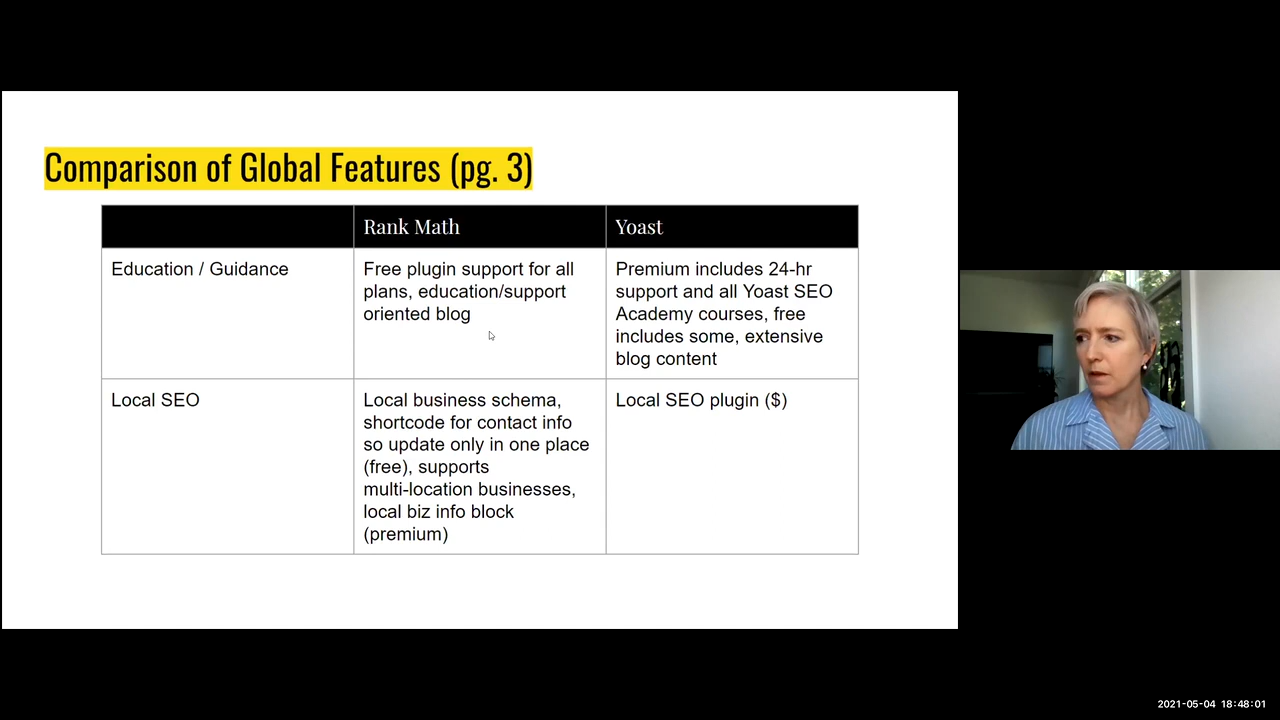 Comparison of Global Features (pg. 3)
Rank Math
Yoast
Education / Guidance
Free plugin support for all
plans, education/support
oriented blog
Premium includes 24-hr
support and all Yoast SEO
Academy courses, free
includes some, extensive
blog content
Local SEO
Local business schema,
shortcode for contact info
so update only in one place
(free), supports
multi-location businesses,
local biz info block
(premium)
Local SEO plugin ($)
2021-05-04 18:48:01